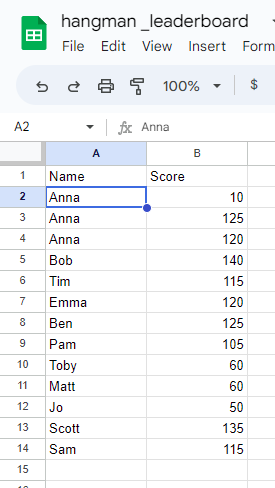 hangman _leaderboard
File Edit View Insert Form
100% $
A2 fx Anna
A B
1 Name Score
2 Anna 10
3 Anna 125
4 Anna 120
5 Bob 140
6 Tim 115
7 Emma 120
8 Ben 125
9 Pam 105
10 Toby 60
11 Matt 60
12 Jo 50
13 Scott 135
14 Sam 115
15
16